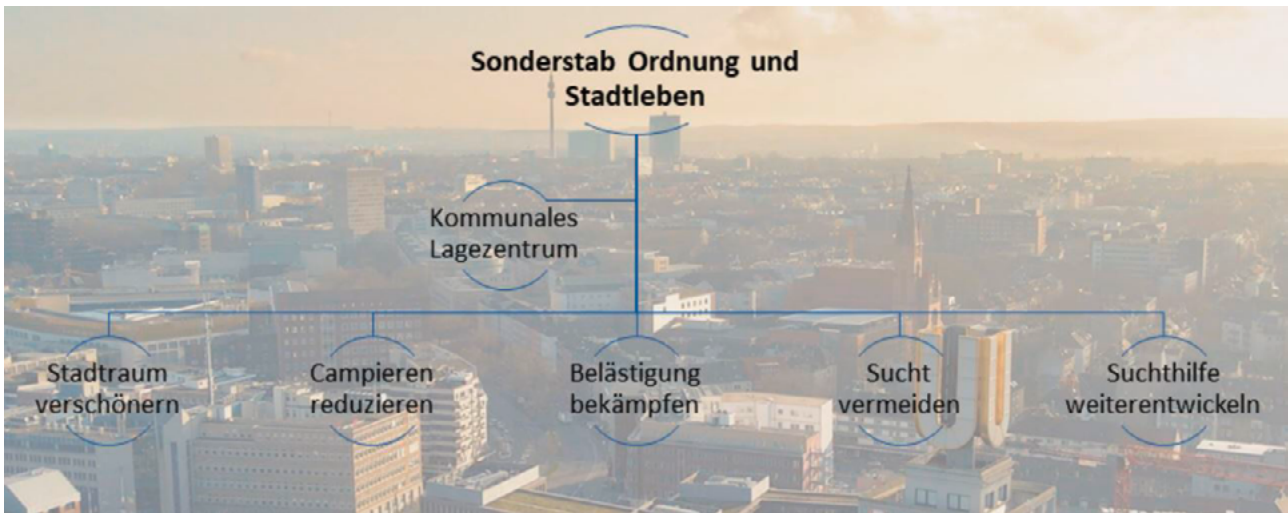 Sonderstab Ordnung und
Stadtleben
Kommunales
Lagezentrum
Stadtraum
verschönern
Campieren
reduzieren
Belästigung
bekämpfen
Sucht
vermeiden
Suchthilfe
weiterentwickeln